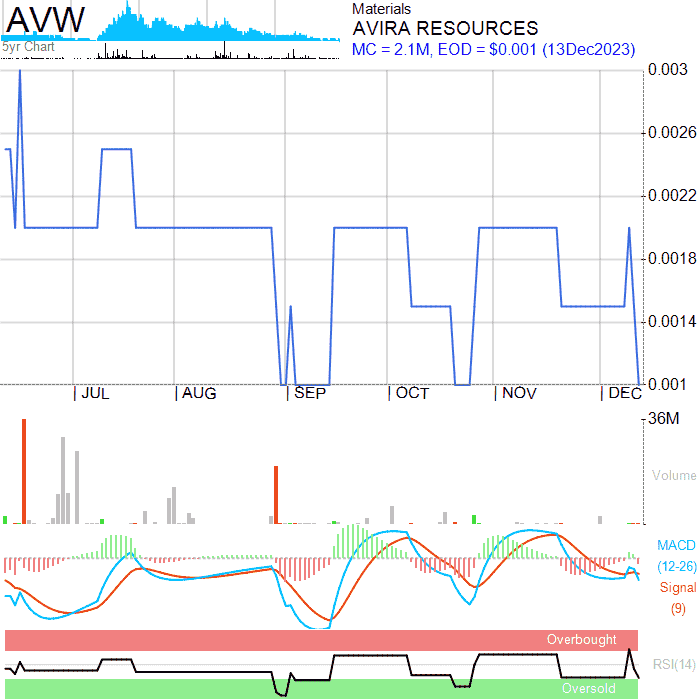 AVW
5yr Chart
Materials
AVIRA RESOURCES
MC = 2.1M, EOD = $0.001 (13Dec2023)
0.003
0.0026
0.0022
0.0018
0.0014
0.001
JUL
AUG
SEP
OCT
NOV
DEC
36M
Volume
MACD
(12-26)
Signal
(9)
Overbought
RSI(14)
Oversold